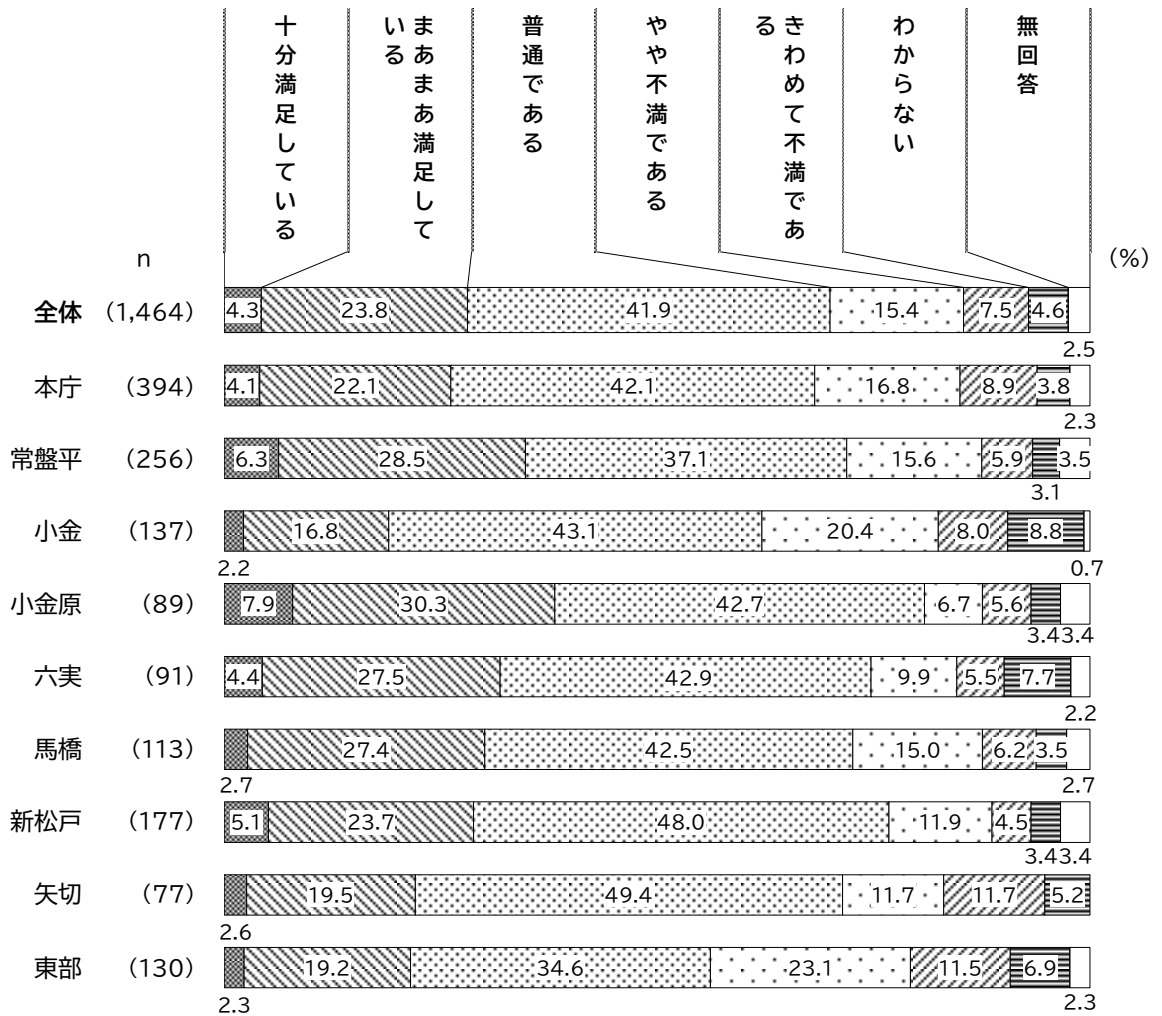 十分満足している
まあまあ満足して
いる
普通である
やや不満である
きわめて不満であ
る
わからない
無回答
n
(%)
全体 (1,464) 4.3 23.8 41.9 15.4 7.5 4.6
2.5
本庁 (394) 4.1 22.1 42.1 16.8 8.9 3.8
2.3
常盤平 (256) 6.3 28.5 37.1 15.6 5.9 3.5
3.1
小金 (137) 16.8 43.1 20.4 8.0 8.8
2.2 0.7
小金原 (89) 7.9 30.3 42.7 6.7 5.6
3.4 3.4
六実 (91) 4.4 27.5 42.9 9.9 5.5 7.7
2.2
馬橋 (113) 27.4 42.5 15.0 6.2 3.5
2.7 2.7
新松戸 (177) 5.1 23.7 48.0 11.9 4.5
3.4 3.4
矢切 (77) 19.5 49.4 11.7 11.7 5.2
2.6
東部 (130) 19.2 34.6 23.1 11.5 6.9
2.3 2.3